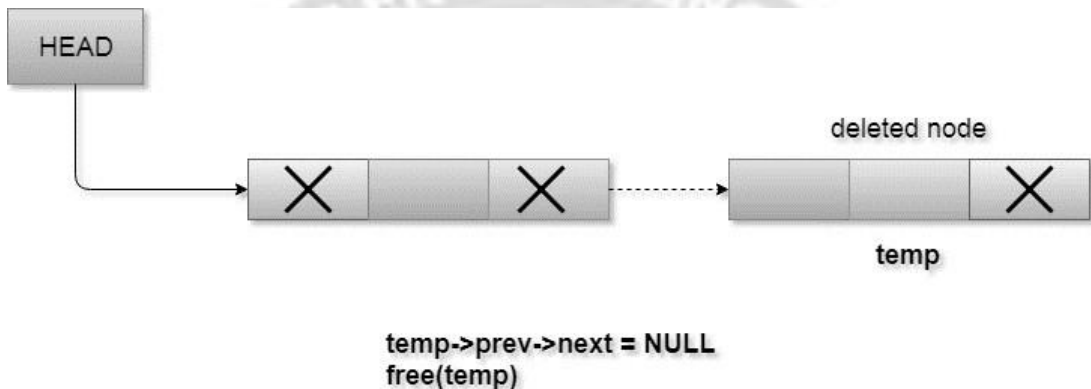 HEAD
deleted node
temp
temp->prev->next = NULL
free(temp)